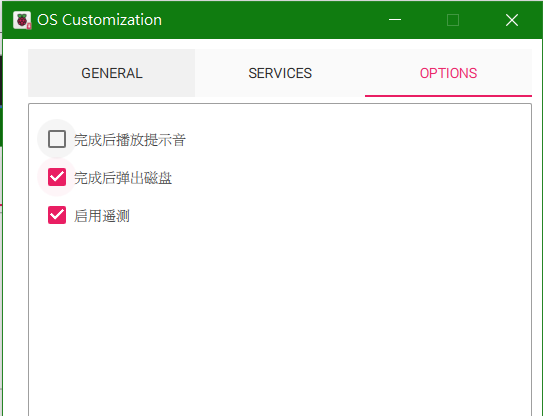 OS Customization
GENERAL SERVICES OPTIONS
完成后播放提示音
完成后弹出磁盘
启用遥测